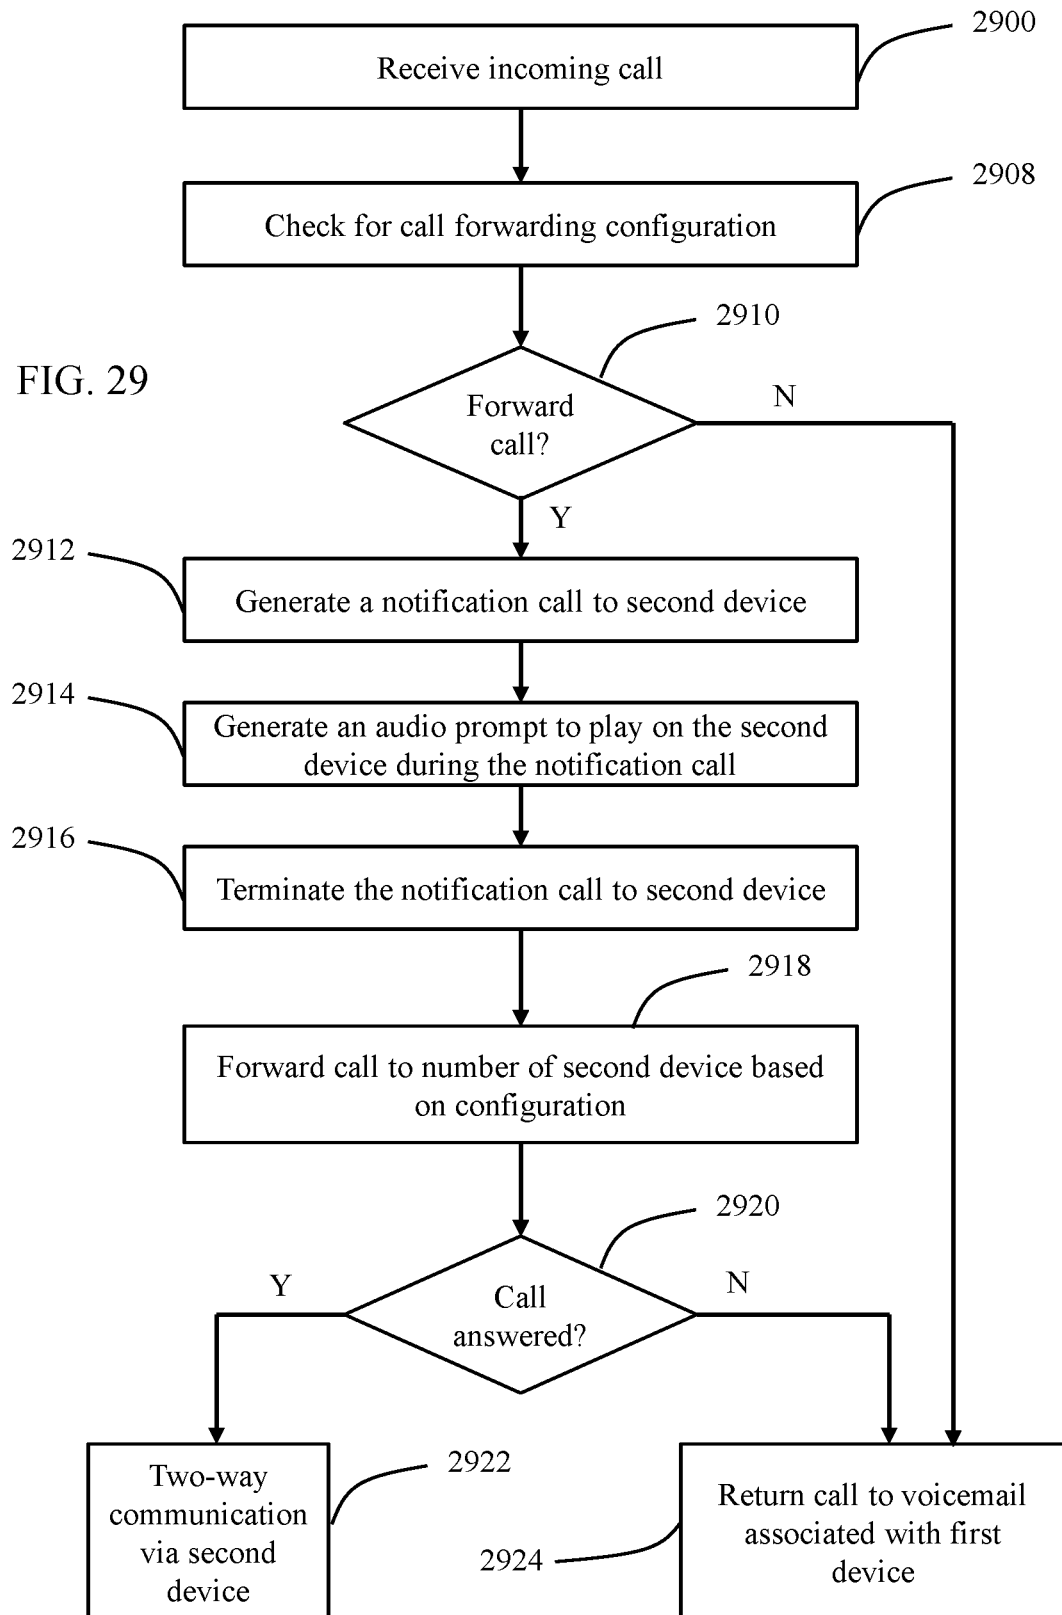 2900
Receive incoming call
2908
Check for call forwarding configuration
2910
FIG. 29
Forward
call?
N
Y
2912
Generate a notification call to second device
2914
Generate an audio prompt to play on the second
device during the notification call
2916
Terminate the notification call to second device
2918
Forward call to number of second device based
on configuration
2920
Call
answered?
Y
N
Two-way
communication
via second
device
2922
Return call to voicemail
associated with first
device
2924